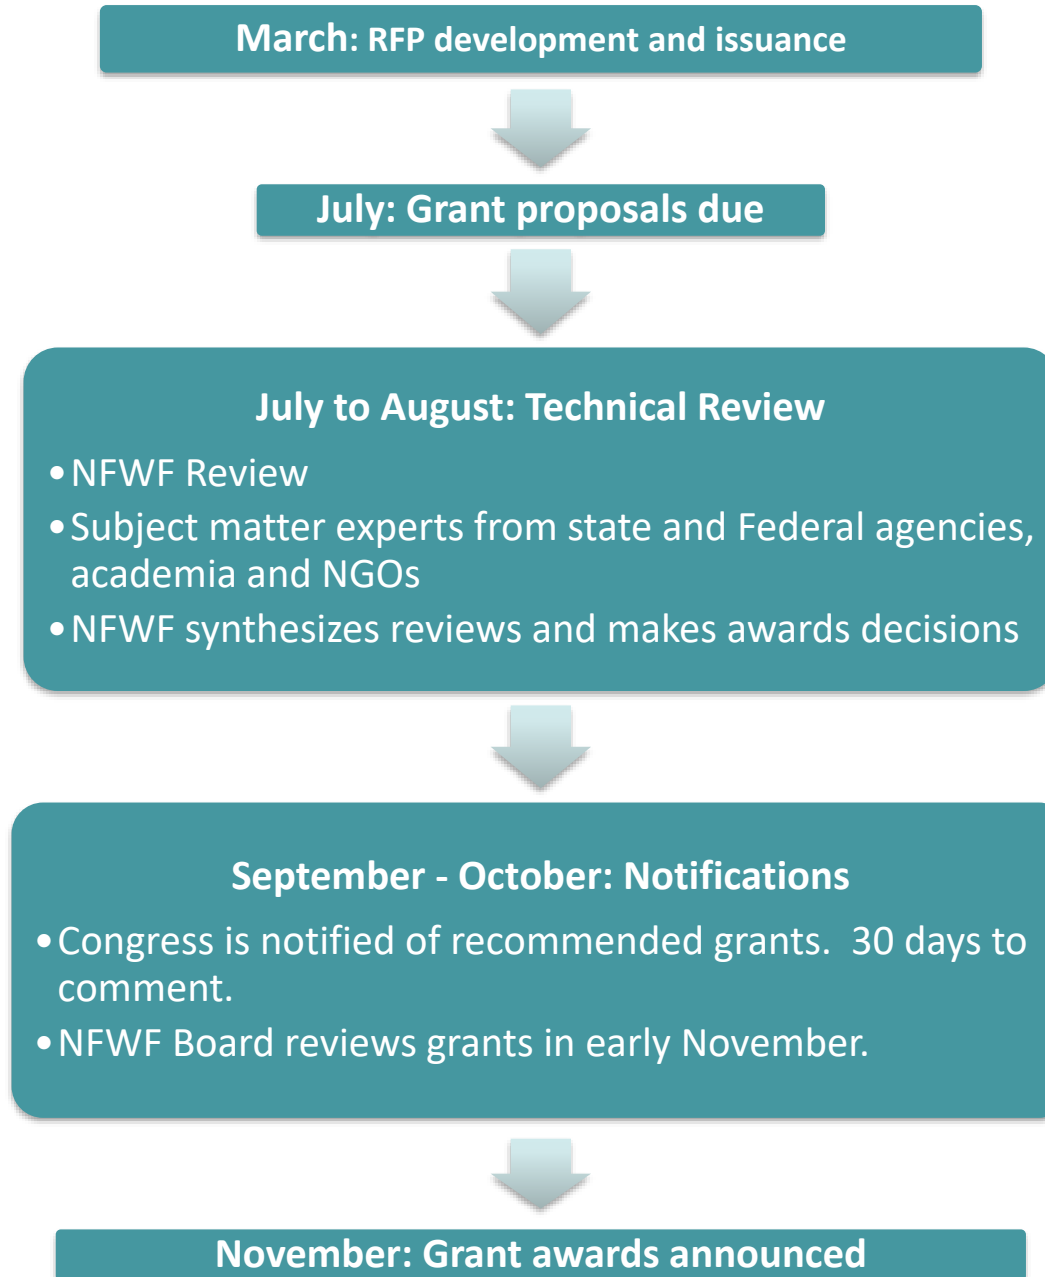 March: RFP development and issuance
July: Grant proposals due
July to August: Technical Review
•NFWF Review
•Subject matter experts from state and Federal agencies,
academia and NGOs
•NFWF synthesizes reviews and makes awards decisions
September - October: Notifications
•Congress is notified of recommended grants.  30 days to
comment.
•NFWF Board reviews grants in early November.
November: Grant awards announced